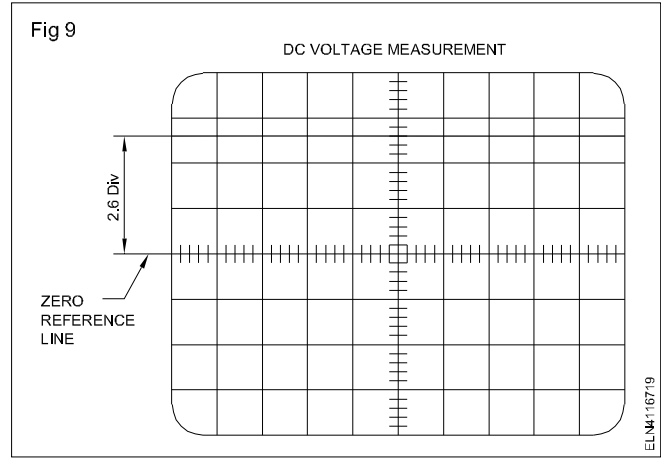 Fig 9
DC VOLTAGE MEASUREMENT
2.6 Div
ZERO
REFERENCE
LINE
ELN4116719